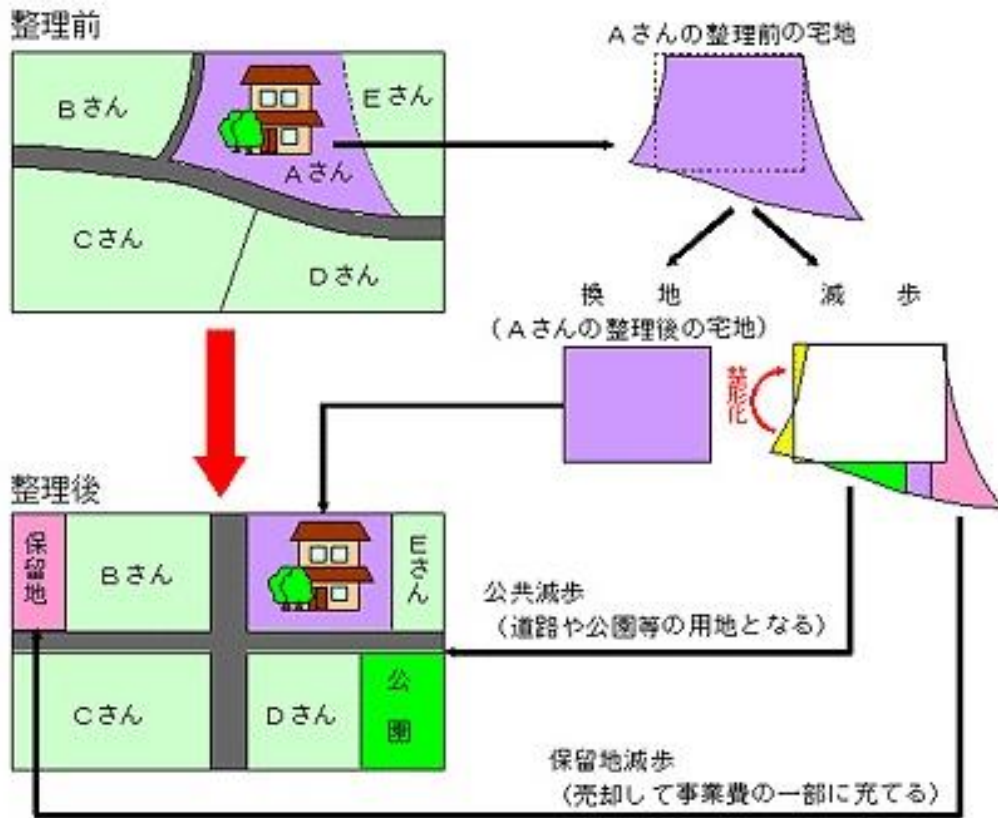 整理前
Aさんの整理前の宅地
Bさん
Eさん
Aさん
Cさん
Dさん
換 地
(Aさんの整理後の宅地)
減 歩
整形化
整理後
保留地
Bさん
Eさん
Cさん
Dさん
公園
公共減歩
(道路や公園等の用地となる)
保留地減歩
(売却して事業費の一部に充てる)